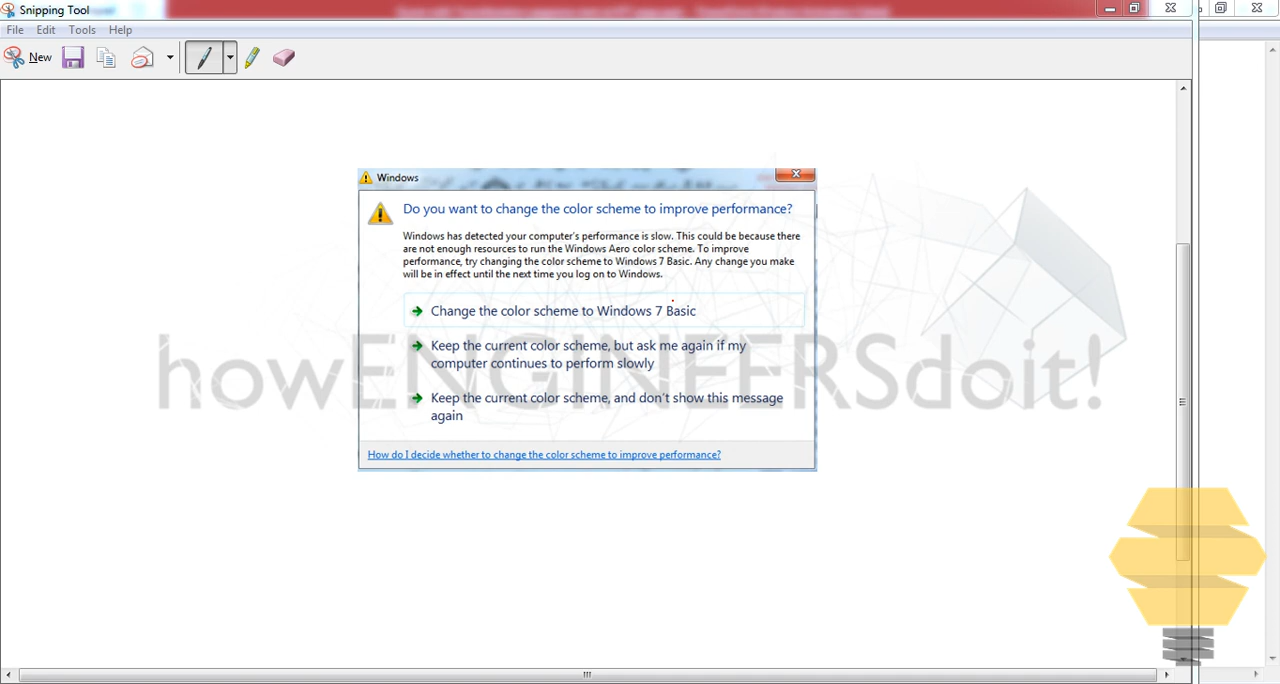 Snipping Tool
File Edit Tools Help
New
Windows
Do you want to change the color scheme to improve performance?
Windows has detected your computer's performance is slow. This could be because there
are not enough resources to run the Windows Aero color scheme. To improve
performance, try changing the color scheme to Windows 7 Basic. Any change you make
will be in effect until the next time you log on to Windows.
Change the color scheme to Windows 7 Basic
Keep the current color scheme, but ask me again if my
computer continues to perform slowly
Keep the current color scheme, and don't show this message
again
How do I decide whether to change the color scheme to improve performance?
howENGINEERSdoit!